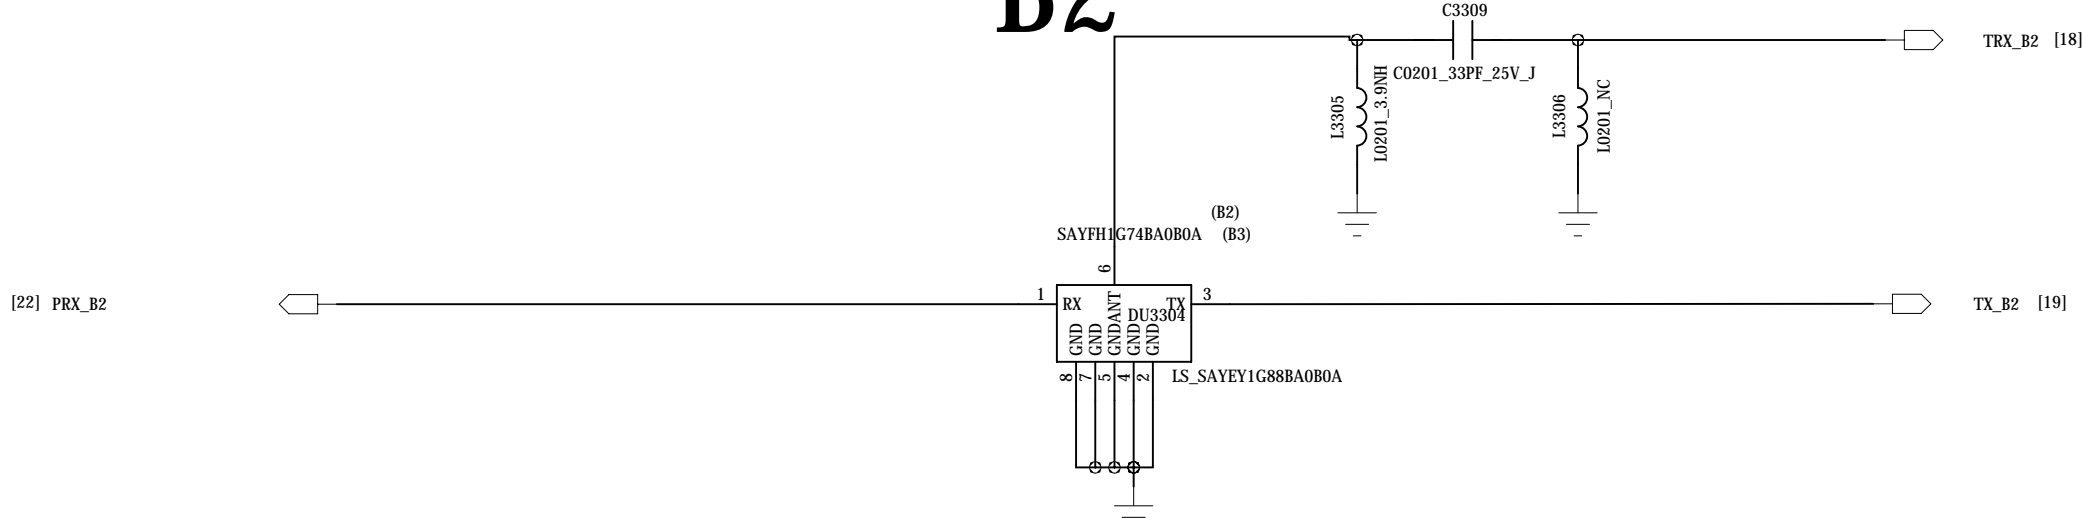 B2
C3309
TRX_B2 [18]
C0201_33PF_25V_J
L3305
L0201_3.9NH
L3306
L0201_NC
(B2)
SAYFH1G74BA0B0A (B3)
6
[22] PRX_B2
1
RX
ANT
TX
3
TX_B2 [19]
DU3304
GND
GND
GND
GND
GND
8
7
5
4
2
LS_SAYEY1G88BA0B0A